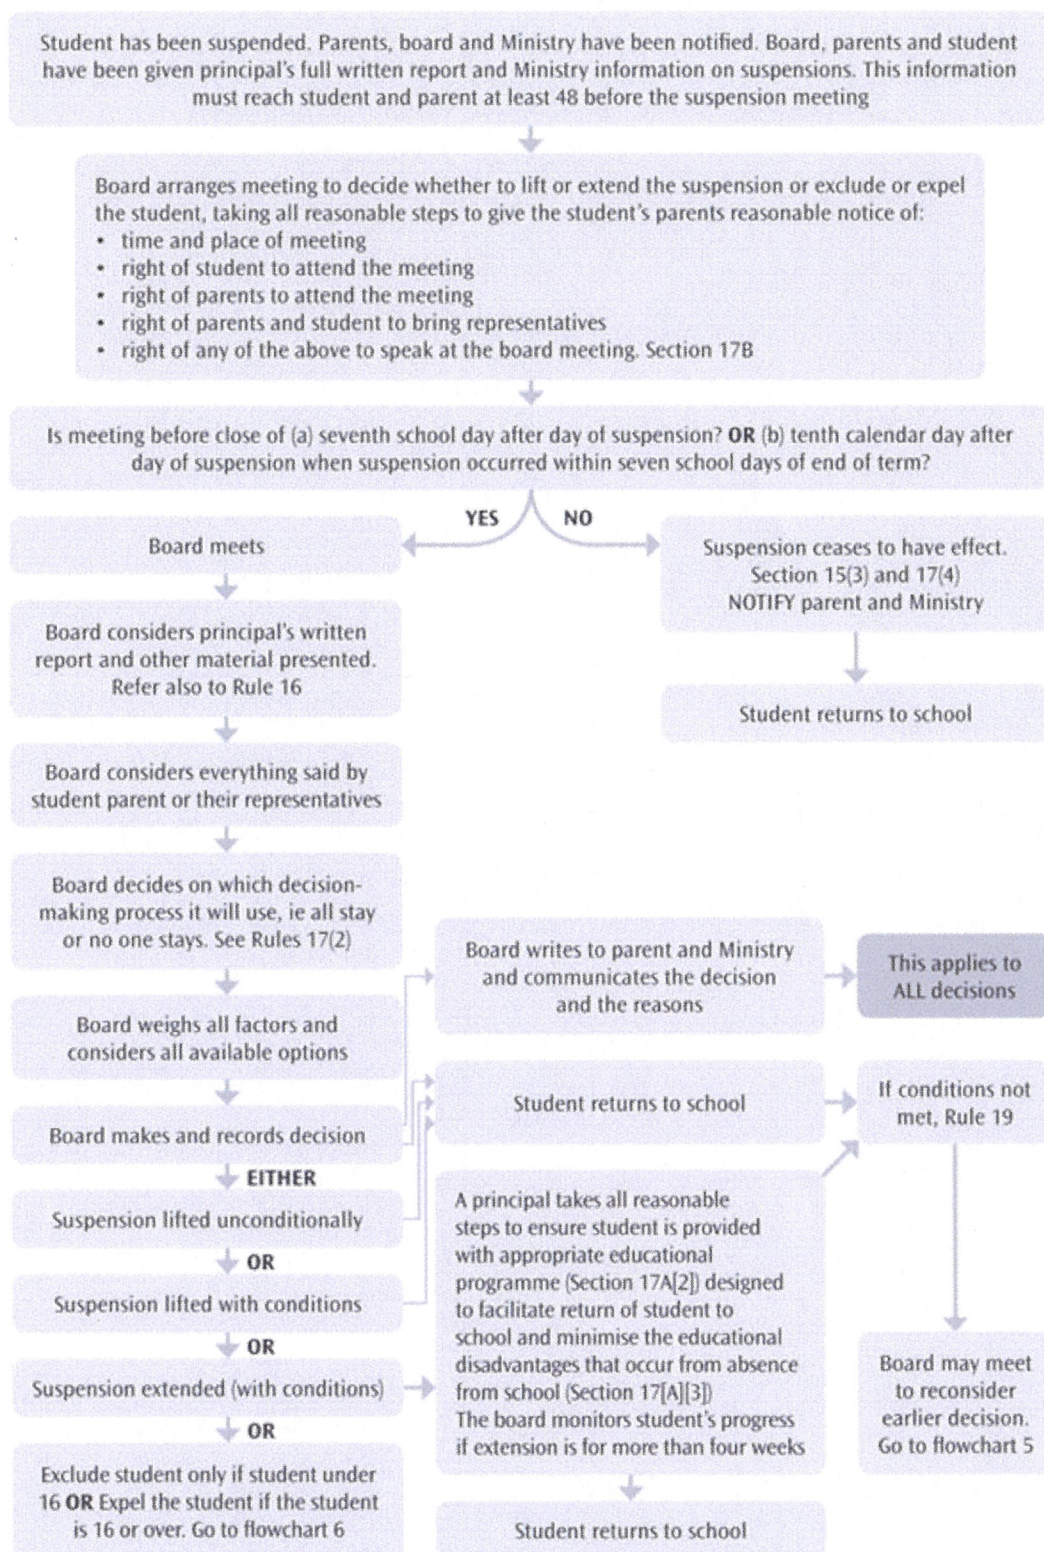 Student has been suspended. Parents, board and Ministry have been notified. Board, parents and student
have been given principal's full written report and Ministry information on suspensions. This information
must reach student and parent at least 48 before the suspension meeting
Board arranges meeting to decide whether to lift or extend the suspension or exclude or expel
the student, taking all reasonable steps to give the student's parents reasonable notice of:
• time and place of meeting
• right of student to attend the meeting
• right of parents to attend the meeting
• right of parents and student to bring representatives
• right of any of the above to speak at the board meeting. Section 17B
Is meeting before close of (a) seventh school day after day of suspension? OR (b) tenth calendar day after
day of suspension when suspension occurred within seven school days of end of term?
YES
NO
Board meets
Suspension ceases to have effect.
Section 15(3) and 17(4)
NOTIFY parent and Ministry
Student returns to school
Board considers principal's written
report and other material presented.
Refer also to Rule 16
Board considers everything said by
student parent or their representatives
Board decides on which decision-
making process it will use, ie all stay
or no one stays. See Rules 17(2)
Board weighs all factors and
considers all available options
Board makes and records decision
Board writes to parent and Ministry
and communicates the decision
and the reasons
This applies to
ALL decisions
EITHER
Suspension lifted unconditionally
OR
Suspension lifted with conditions
Student returns to school
If conditions not
met, Rule 19
OR
Suspension extended (with conditions)
A principal takes all reasonable
steps to ensure student is provided
with appropriate educational
programme (Section 17A[2]) designed
to facilitate return of student to
school and minimise the educational
disadvantages that occur from absence
from school (Section 17[A][3])
The board monitors student's progress
if extension is for more than four weeks
Board may meet
to reconsider
earlier decision.
Go to flowchart 5
Student returns to school
OR
Exclude student only if student under
16 OR Expel the student if the student
is 16 or over. Go to flowchart 6